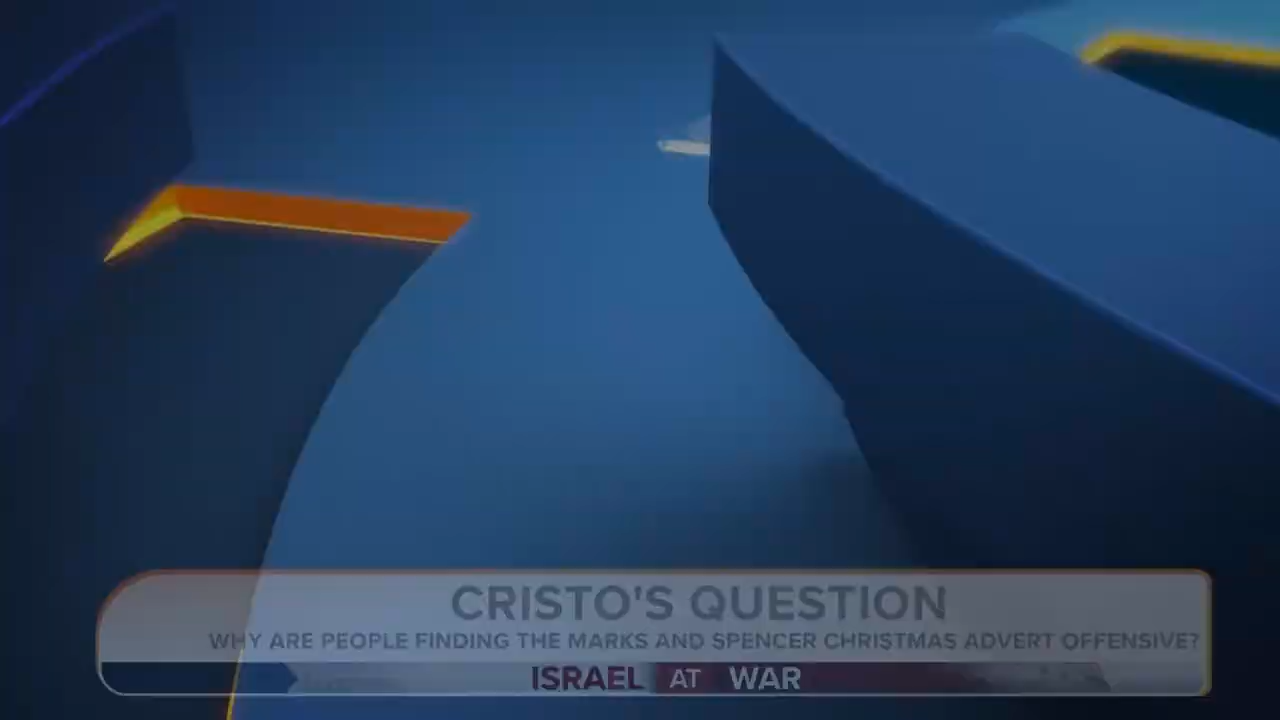 CRISTO'S QUESTION
WHY ARE PEOPLE FINDING THE MARKS AND SPENCER CHRISTMAS ADVERT OFFENSIVE?
ISRAEL AT WAR